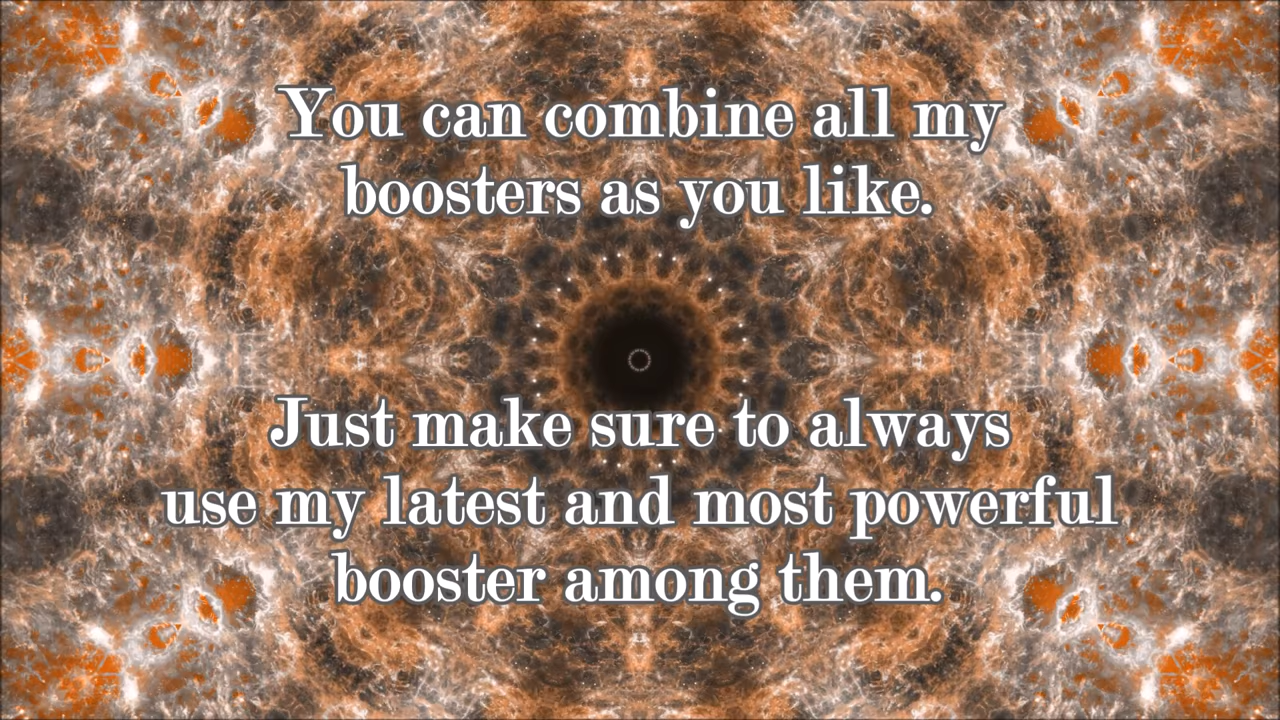 You can combine all my
boosters as you like.
Just make sure to always
use my latest and most powerful
booster among them.